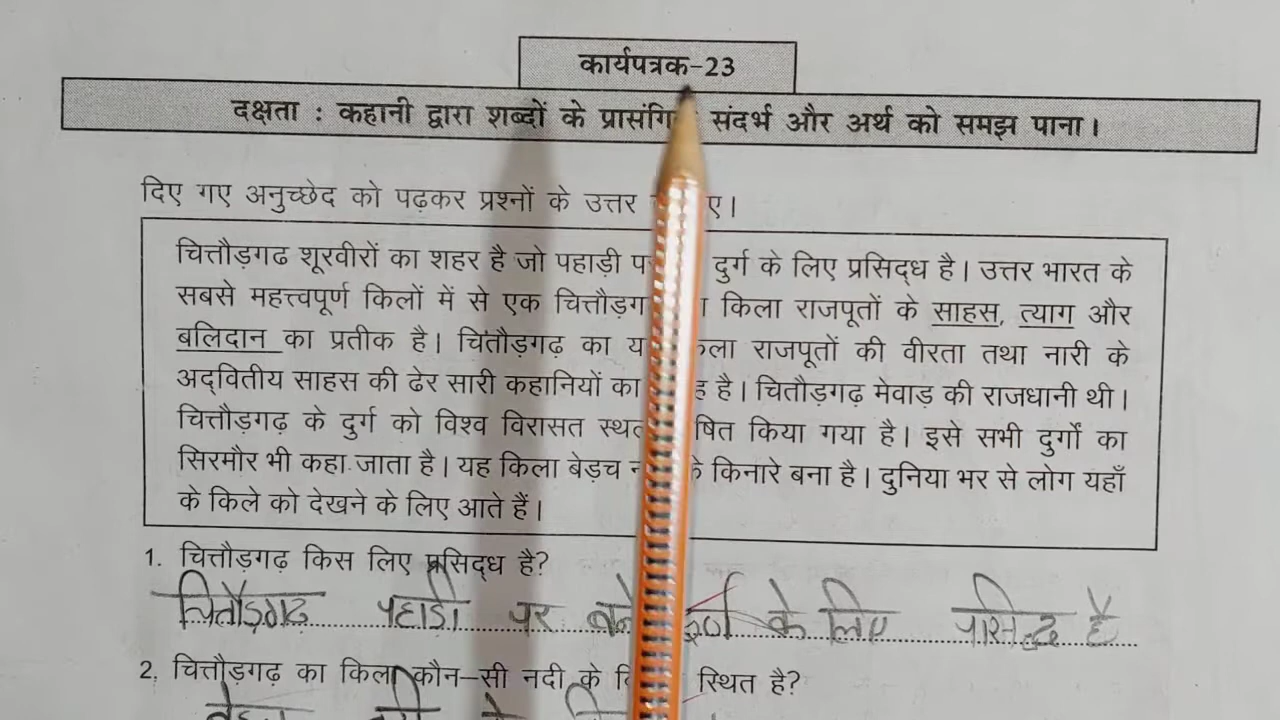 कार्यपत्रक-23
दक्षता : कहानी द्वारा शब्दों के प्रासंगि संदर्भ और अर्थ को समझ पाना।
दिए गए अनुच्छेद को पढ़कर प्रश्नों के उत्तर ए।
चित्तौड़गढ शूरवीरों का शहर है जो पहाड़ी प दुर्ग के लिए प्रसिद्ध है। उत्तर भारत के
सबसे महत्त्वपूर्ण किलों में से एक चित्तौड़ग किला राजपूतों के साहस, त्याग और
बलिदान का प्रतीक है। चितौड़गढ़ का य किला राजपूतों की वीरता तथा नारी के
अद्वितीय साहस की ढेर सारी कहानियों का है। चितौड़गढ़ मेवाड़ की राजधानी थी।
चित्तौड़गढ़ के दुर्ग को विश्व विरासत स्थल षित किया गया है। इसे सभी दुर्गों का
सिरमौर भी कहा जाता है। यह किला बेड़च के किनारे बना है। दुनिया भर से लोग यहाँ
के किले को देखने के लिए आते हैं।
1. चित्तौड़गढ़ किस लिए प्रसिद्ध है?
चितौड़गढ़ पहाड़ी पर बने दुर्ग के लिए प्रसिद्ध है
2. चित्तौड़गढ़ का किला कौन-सी नदी के स्थित है?